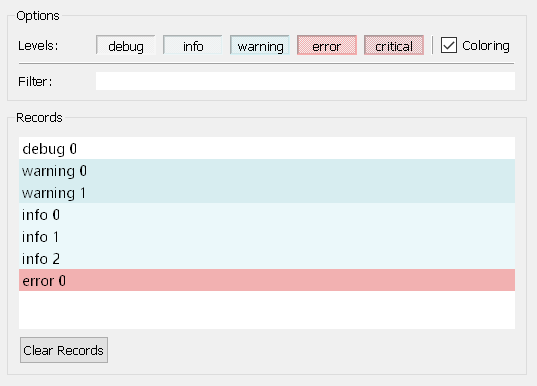 Options
Levels: debug info warning error critical Coloring
Filter:
Records
debug 0
warning 0
warning 1
info 0
info 1
info 2
error 0
Clear Records